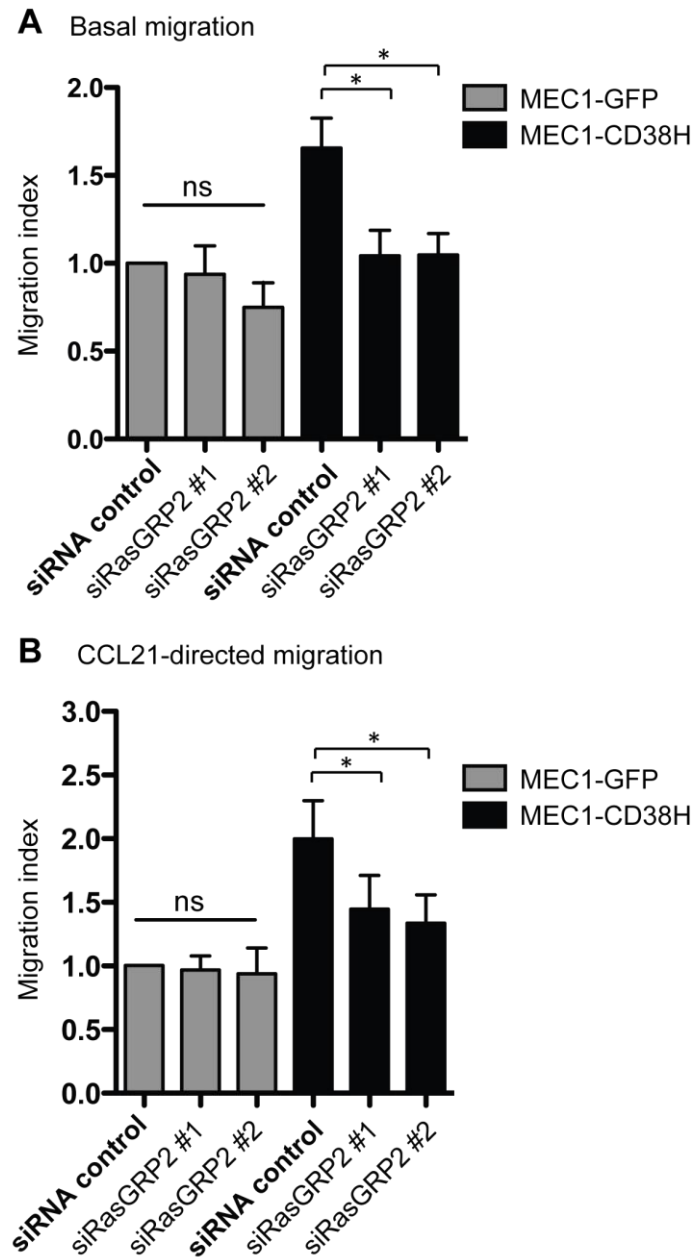 A Basal migration
*
*
2.0
MEC1-GFP
MEC1-CD38H
1.5
ns
1.0
0.5
0.0
Migration index
siRNA control
siRasGRP2 #1
siRasGRP2 #2
siRNA control
siRasGRP2 #1
siRasGRP2 #2
B CCL21-directed migration
3.0
*
*
2.5
MEC1-GFP
MEC1-CD38H
2.0
1.5
ns
1.0
0.5
0.0
Migration index
siRNA control
siRasGRP2 #1
siRasGRP2 #2
siRNA control
siRasGRP2 #1
siRasGRP2 #2